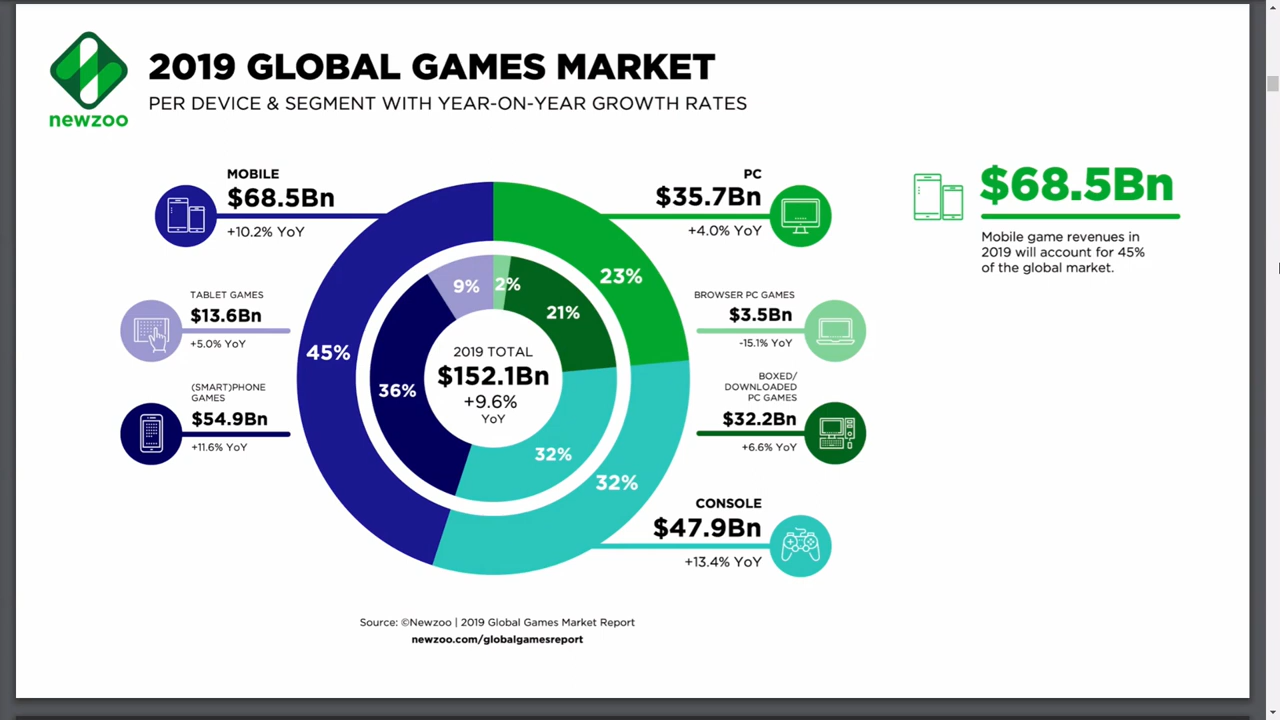 newzoo
2019 GLOBAL GAMES MARKET
PER DEVICE & SEGMENT WITH YEAR-ON-YEAR GROWTH RATES
MOBILE
$68.5Bn
+10.2% YoY
TABLET GAMES
$13.6Bn
+5.0% YoY
(SMART)PHONE
GAMES
$54.9Bn
+11.6% YoY
45%
36%
9%
2%
21%
23%
32%
32%
2019 TOTAL
$152.1Bn
+9.6%
YoY
PC
$35.7Bn
+4.0% YoY
BROWSER PC GAMES
$3.5Bn
-15.1% YoY
BOXED/
DOWNLOADED
PC GAMES
$32.2Bn
+6.6% YoY
CONSOLE
$47.9Bn
+13.4% YoY
$68.5Bn
Mobile game revenues in
2019 will account for 45%
of the global market.
Source: ©Newzoo | 2019 Global Games Market Report
newzoo.com/globalgamesreport